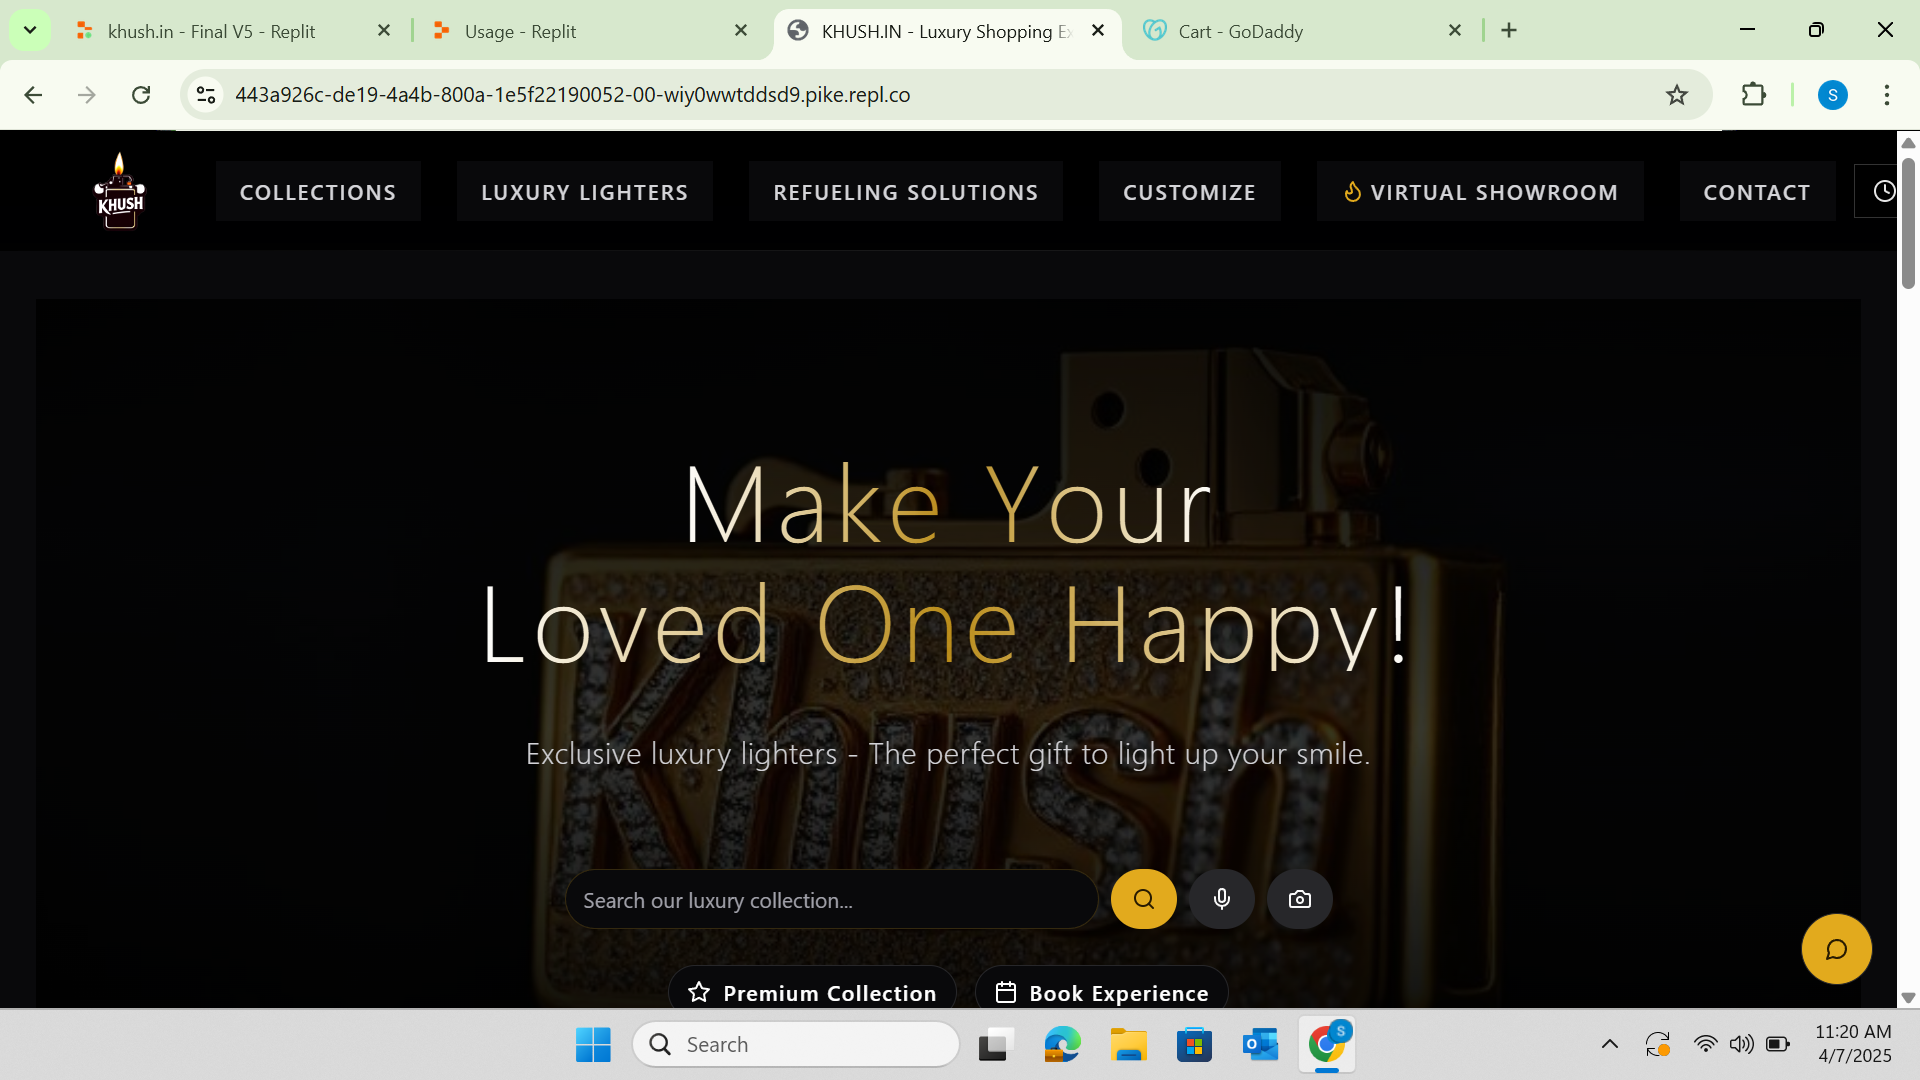 khush.in - Final V5 - Replit
Usage - Replit
KHUSH.IN - Luxury Shopping Ex
Cart - GoDaddy
443a926c-de19-4a4b-800a-1e5f22190052-00-wiy0wwtddsd9.pike.repl.co
S
KHUSH
COLLECTIONS
LUXURY LIGHTERS
REFUELING SOLUTIONS
CUSTOMIZE
VIRTUAL SHOWROOM
CONTACT
Make Your
Loved One Happy!
Khush
Exclusive luxury lighters - The perfect gift to light up your smile.
Search our luxury collection...
Premium Collection
Book Experience
Search
S
11:20 AM
4/7/2025